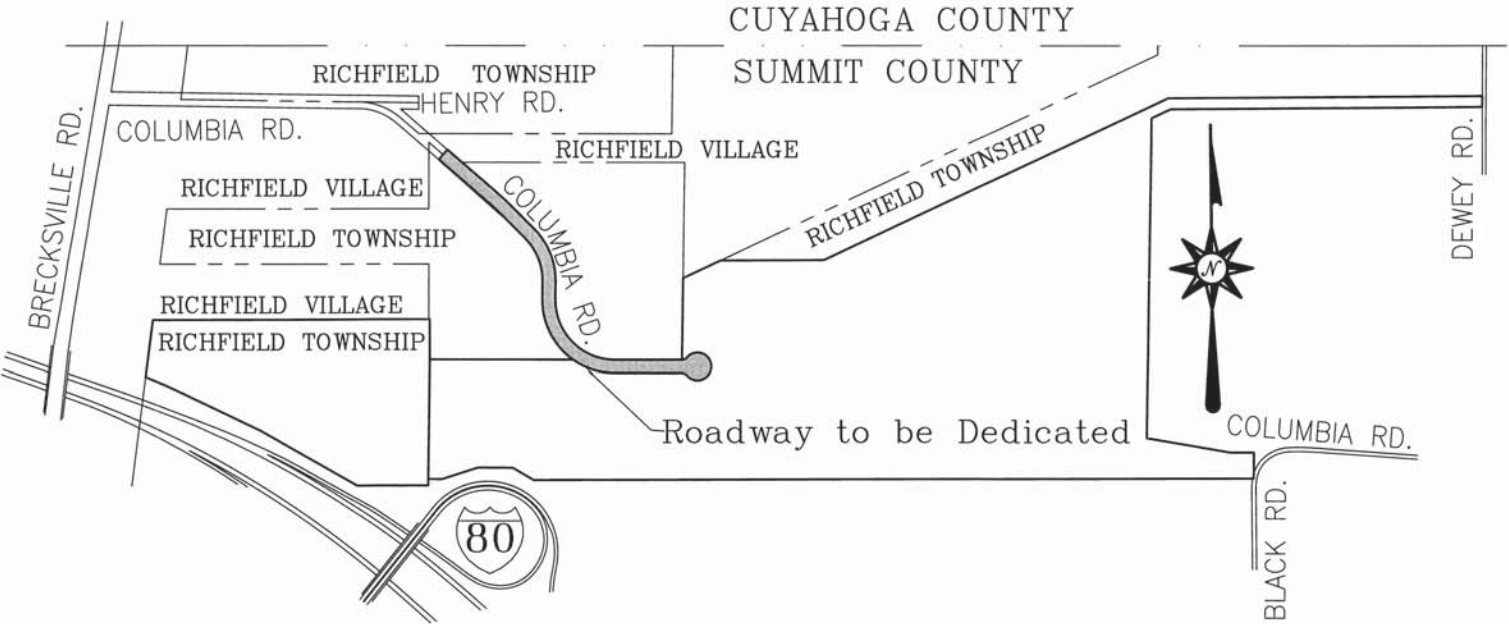 CUYAHOGA COUNTY
SUMMIT COUNTY
RICHFIELD TOWNSHIP
HENRY RD.
COLUMBIA RD.
RICHFIELD VILLAGE
RICHFIELD TOWNSHIP
BRECKSVILLE RD.
DEWEY RD.
RICHFIELD VILLAGE
COLUMBIA RD.
RICHFIELD TOWNSHIP
N
RICHFIELD VILLAGE
RICHFIELD TOWNSHIP
Roadway to be Dedicated
COLUMBIA RD.
80
BLACK RD.